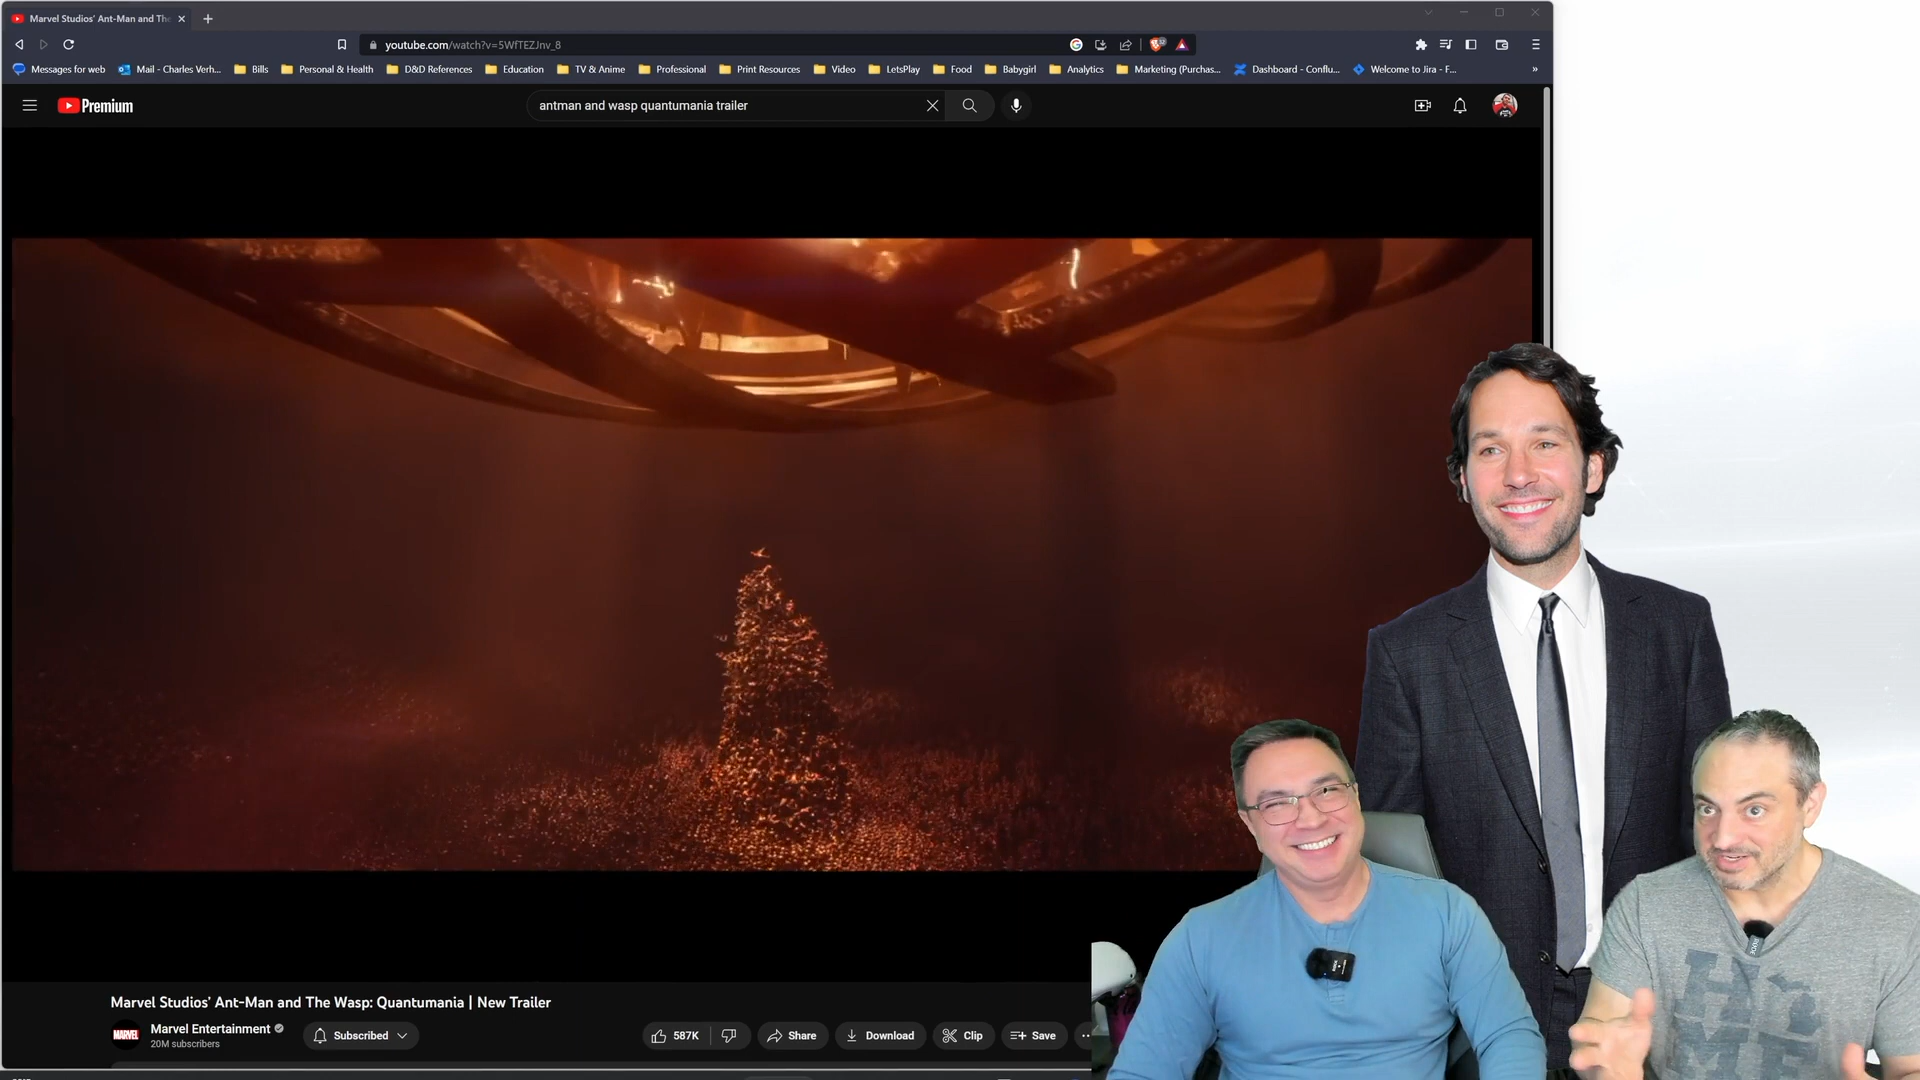 Marvel Studios' Ant-Man and The
youtube.com/watch?v=5WfTEZJnv_8
Messages for web
Mail - Charles Verh...
Bills
Personal & Health
D&D References
Education
TV & Anime
Professional
Print Resources
Video
LetsPlay
Food
Babygirl
Analytics
Marketing (Purchas...
Dashboard - Conflu...
Welcome to Jira - F...
Premium
antman and wasp quantumania trailer
Marvel Studios' Ant-Man and The Wasp: Quantumania | New Trailer
MARVEL
Marvel Entertainment
20M subscribers
Subscribed
587K
Share
Download
Clip
Save